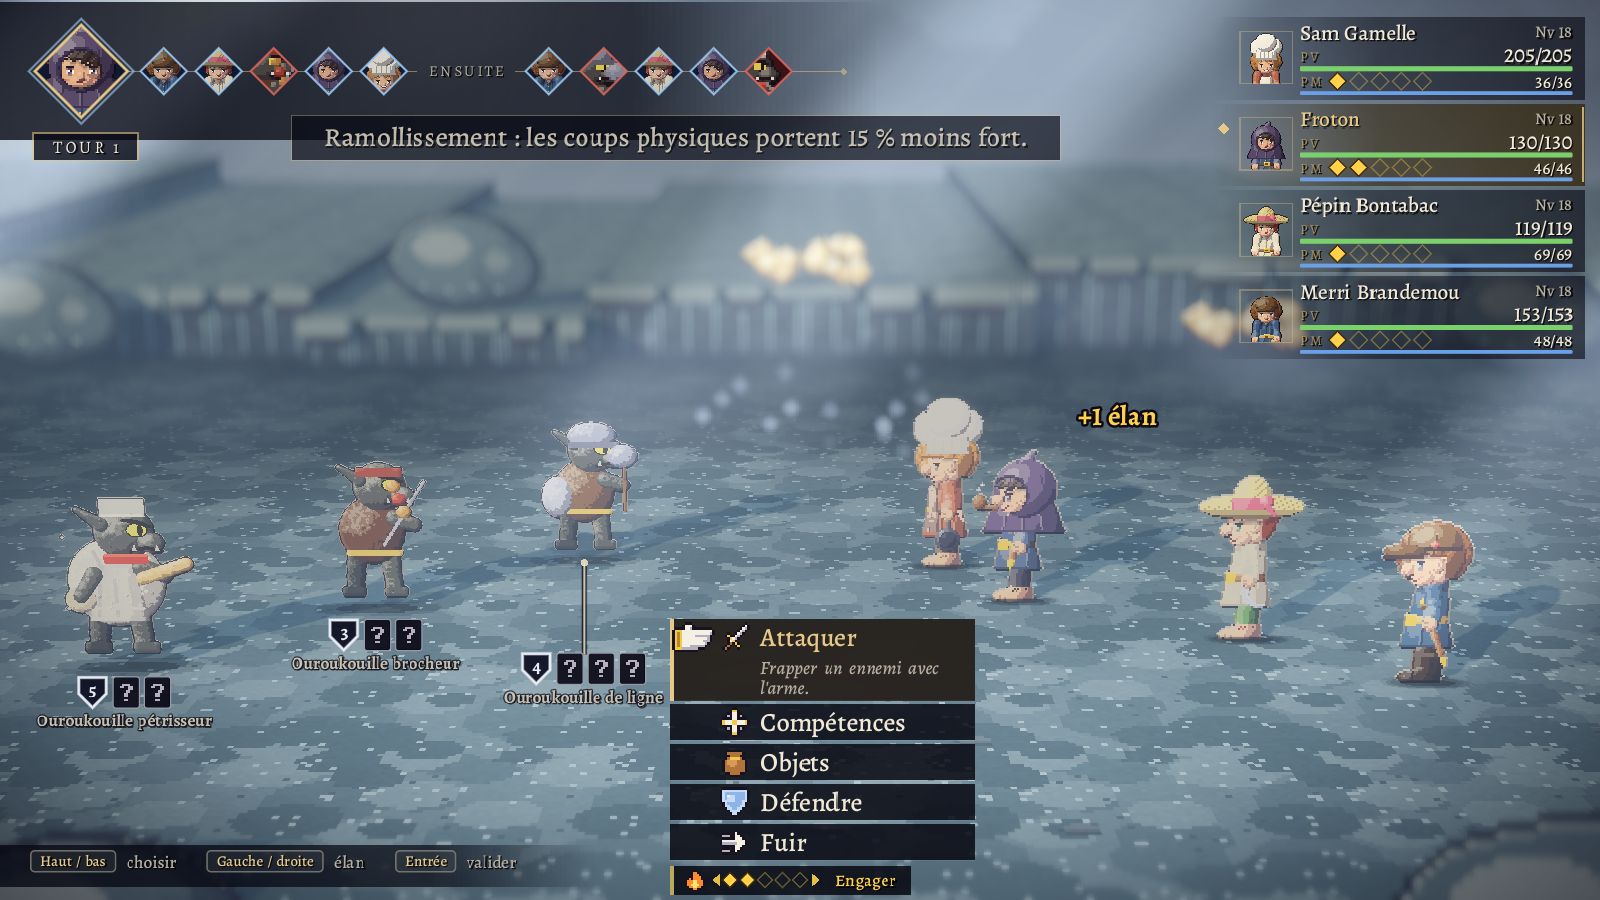 ENSUITE
TOUR 1
Ramollissement : les coups physiques portent 15 % moins fort.
Sam Gamelle Nv 18
PV 205/205
PM 36/36
Froton Nv 18
PV 130/130
PM 46/46
Pépin Bontabac Nv 18
PV 119/119
PM 69/69
Merri Brandemou Nv 18
PV 153/153
PM 48/48
+1 élan
3 ? ?
Ouroukouille brocheur
4 ? ? ?
Ouroukouille de ligne
5 ? ?
Ouroukouille pétrisseur
Attaquer
Frapper un ennemi avec
l'arme.
Compétences
Objets
Défendre
Fuir
Engager
Haut / bas choisir Gauche / droite élan Entrée valider